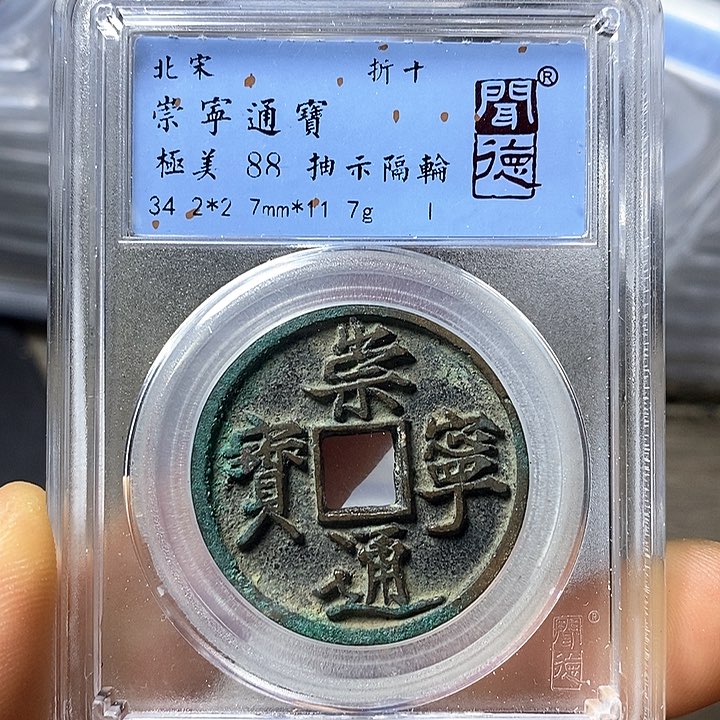 北宋 折十
崇寧通寶
極美 88 抽示隔輪
34 2*2 7mm*11 7g |
聞德®
崇寧通寶
聞德®